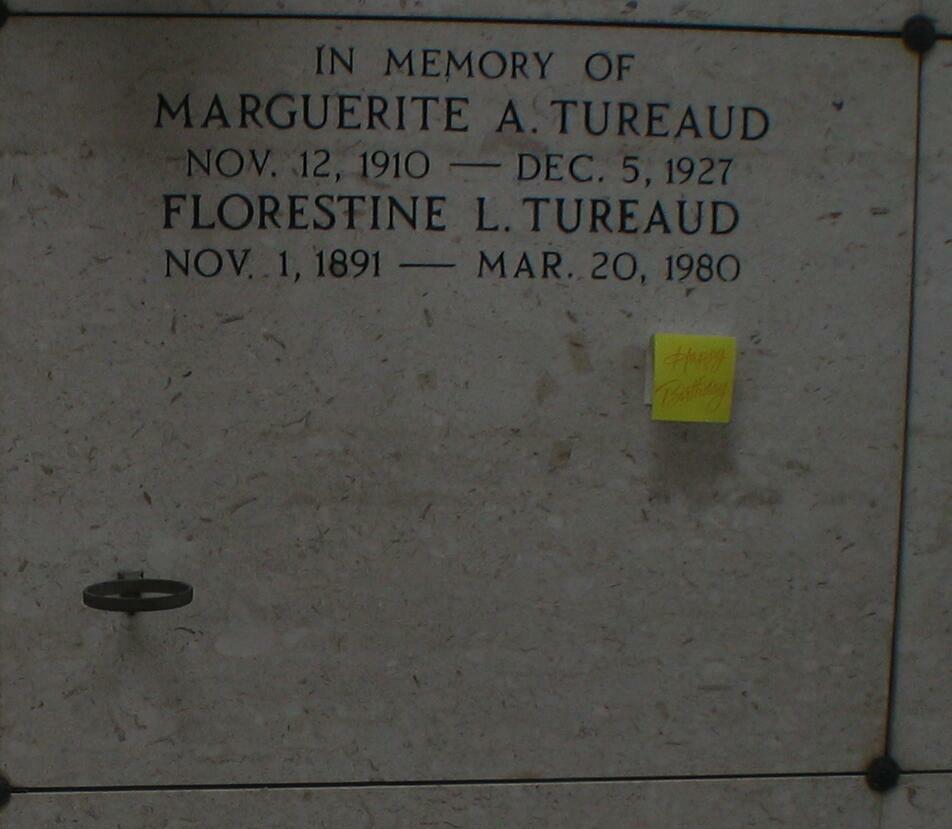 IN MEMORY OF
MARGUERITE A. TUREAUD
NOV. 12, 1910 — DEC. 5, 1927
FLORESTINE L. TUREAUD
NOV. 1, 1891 — MAR. 20, 1980
Happy
Birthday